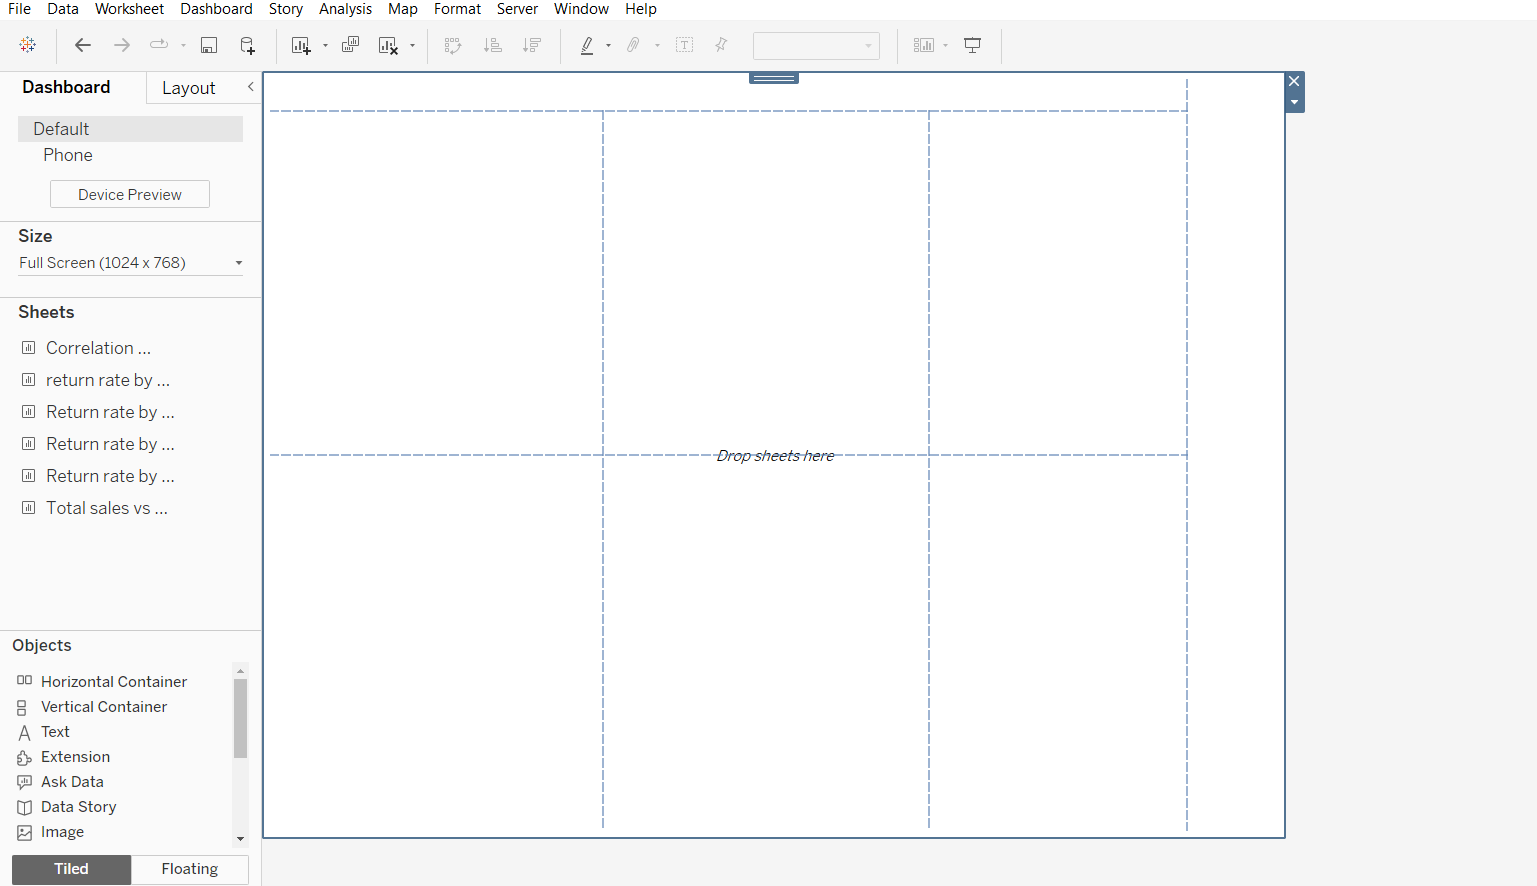 File Data Worksheet Dashboard Story Analysis Map Format Server Window Help
T
Dashboard Layout
Default
Phone
Device Preview
Size
Full Screen (1024 x 768)
Sheets
Correlation ...
return rate by ...
Return rate by ...
Return rate by ...
Return rate by ...
Total sales vs ...
Drop sheets here
Objects
Horizontal Container
Vertical Container
Text
Extension
Ask Data
Data Story
Image
Tiled Floating